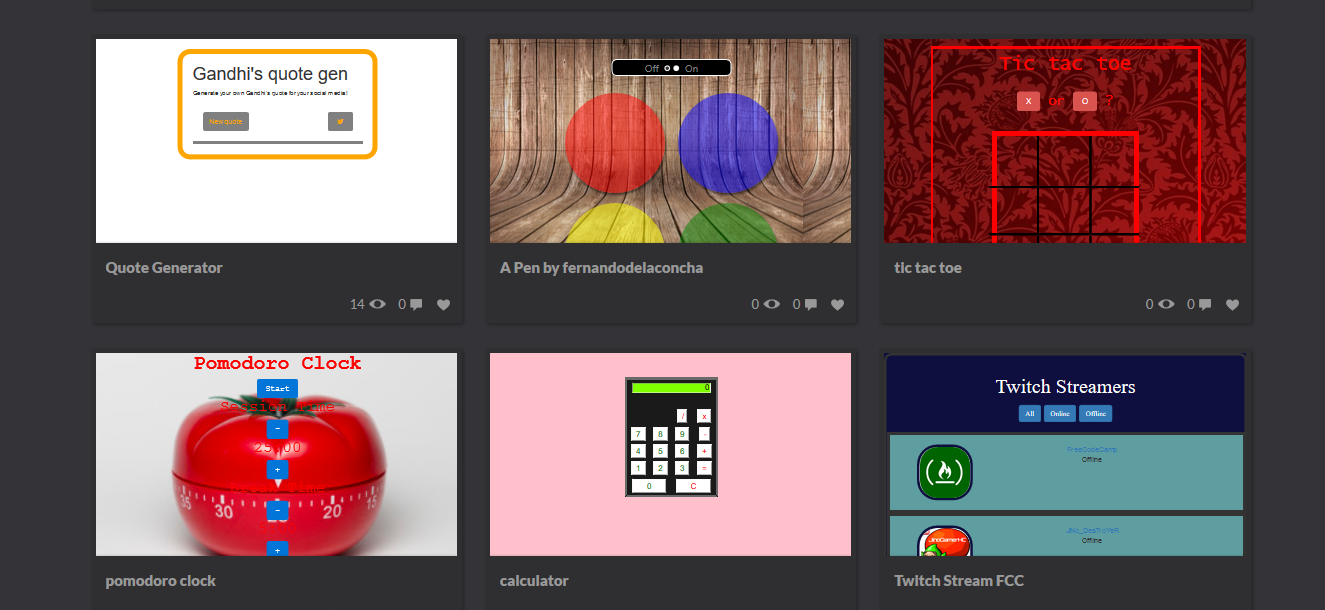 Gandhi's quote gen
Generate your own Gandhi's quote for your social media!
New quote
Quote Generator
14 0
Off On
A Pen by fernandodelaconcha
0 0
Tic tac toe
X or O ?
tic tac toe
0 0
Pomodoro Clock
Start
Session Time
-
25:00
+
35 30 20 15
-
+
pomodoro clock
0
/ x
7 8 9 -
4 5 6 +
1 2 3 =
0 C
calculator
Twitch Streamers
All Online Offline
FreeCodeCamp
Offline
Offline
Twitch Stream FCC